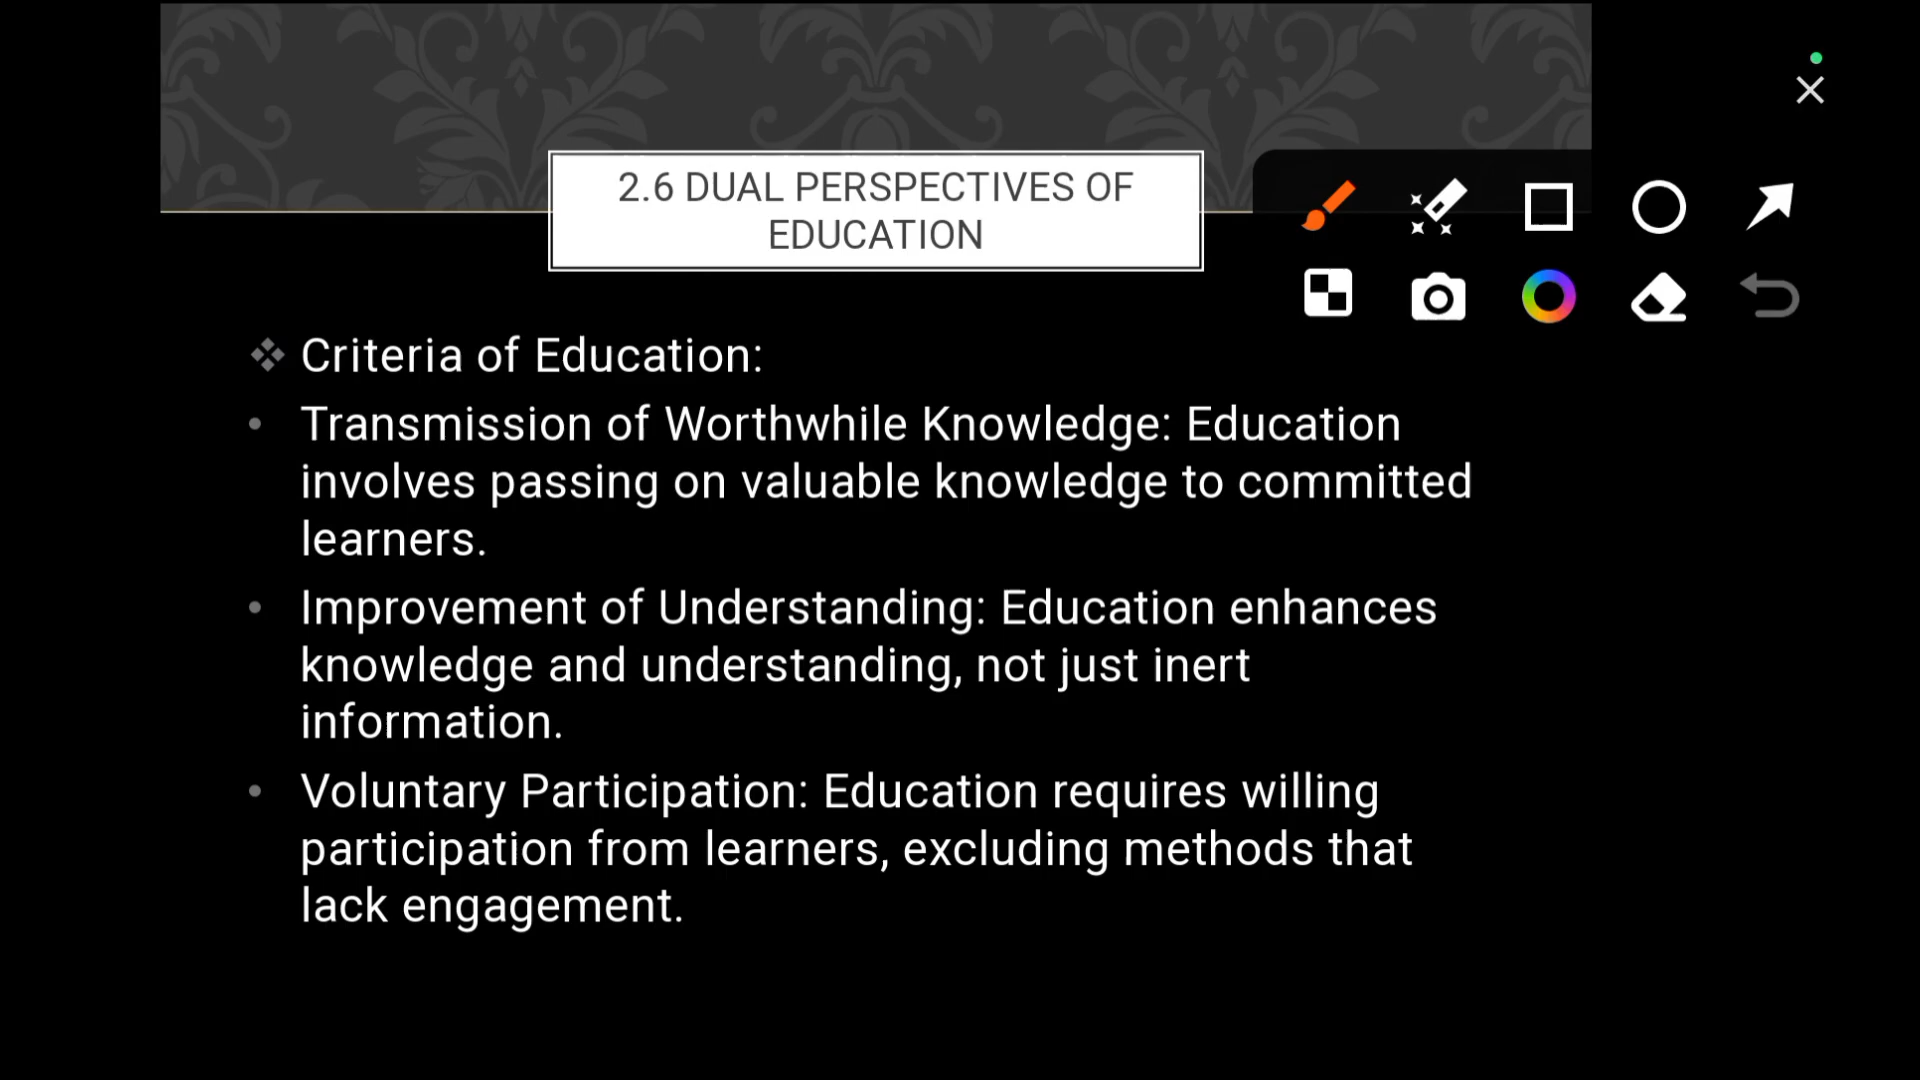 2.6 DUAL PERSPECTIVES OF
EDUCATION
Criteria of Education:
Transmission of Worthwhile Knowledge: Education
involves passing on valuable knowledge to committed
learners.
Improvement of Understanding: Education enhances
knowledge and understanding, not just inert
information.
Voluntary Participation: Education requires willing
participation from learners, excluding methods that
lack engagement.